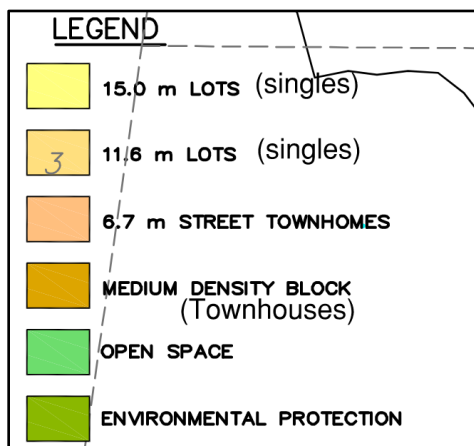 LEGEND
15.0 m LOTS (singles)
3 11.6 m LOTS (singles)
6.7 m STREET TOWNHOMES
MEDIUM DENSITY BLOCK
(Townhouses)
OPEN SPACE
ENVIRONMENTAL PROTECTION